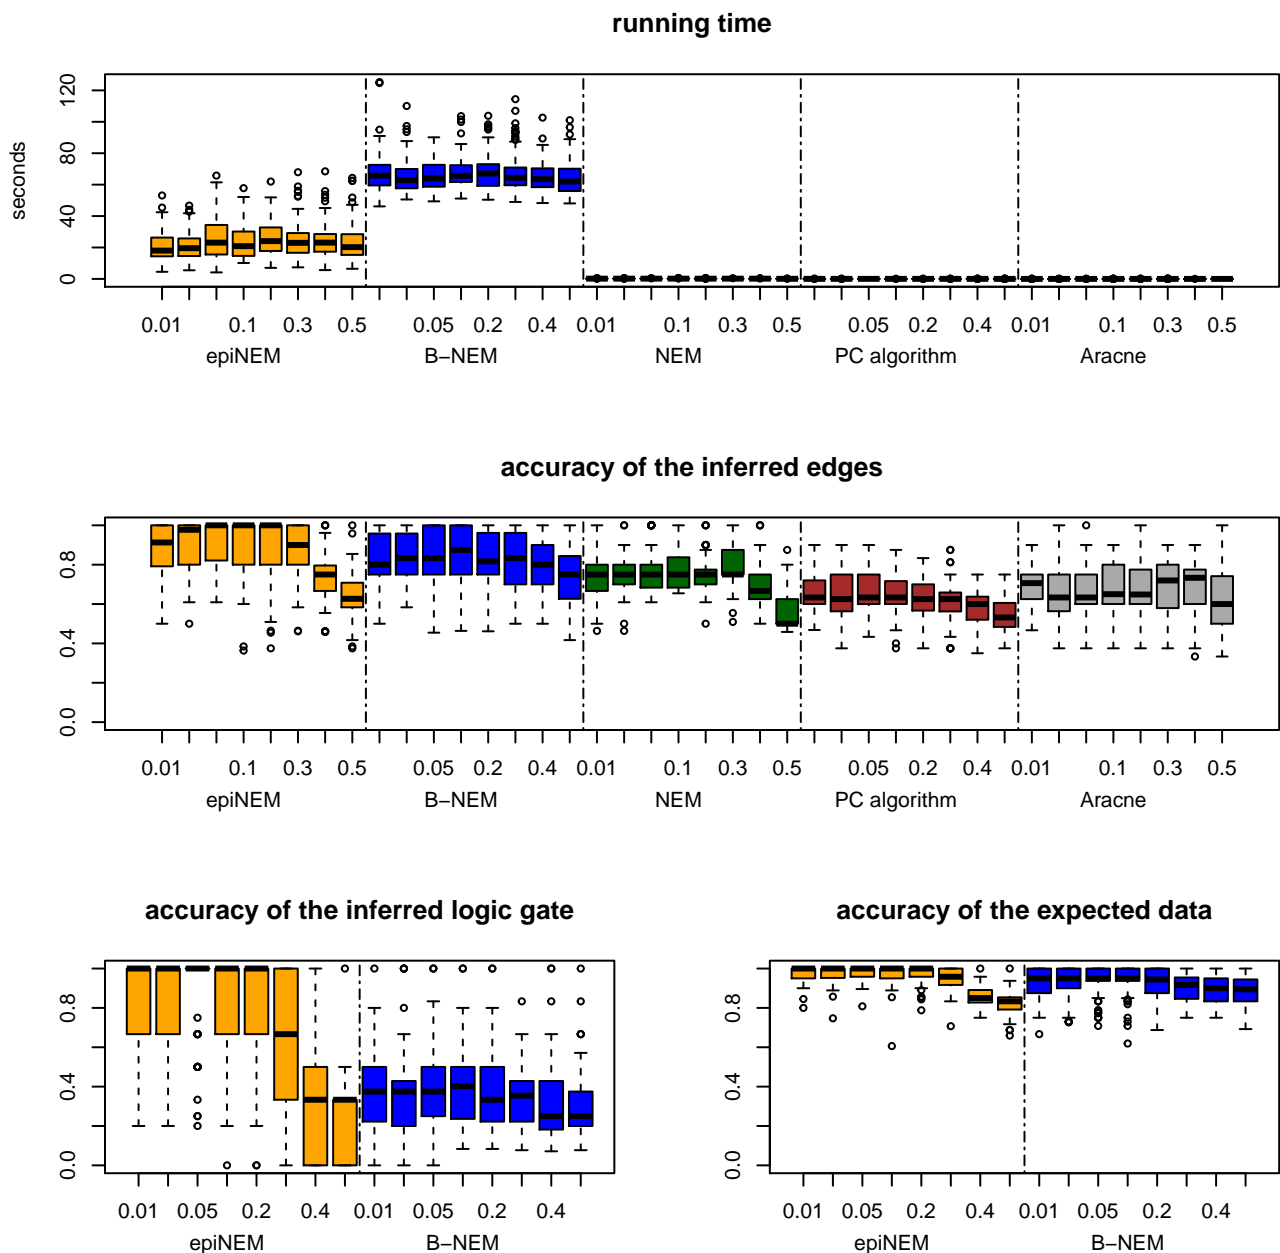 running time
seconds
120
80
40
0
0.01 0.1 0.3 0.5 0.05 0.2 0.4 0.01 0.1 0.3 0.5 0.05 0.2 0.4 0.01 0.1 0.3 0.5
epiNEM B−NEM NEM PC algorithm Aracne
accuracy of the inferred edges
0.8
0.4
0.0
0.01 0.1 0.3 0.5 0.05 0.2 0.4 0.01 0.1 0.3 0.5 0.05 0.2 0.4 0.01 0.1 0.3 0.5
epiNEM B−NEM NEM PC algorithm Aracne
accuracy of the inferred logic gate
0.8
0.4
0.0
0.01 0.05 0.2 0.4 0.01 0.05 0.2 0.4
epiNEM B−NEM
accuracy of the expected data
0.8
0.4
0.0
0.01 0.05 0.2 0.4 0.01 0.05 0.2 0.4
epiNEM B−NEM